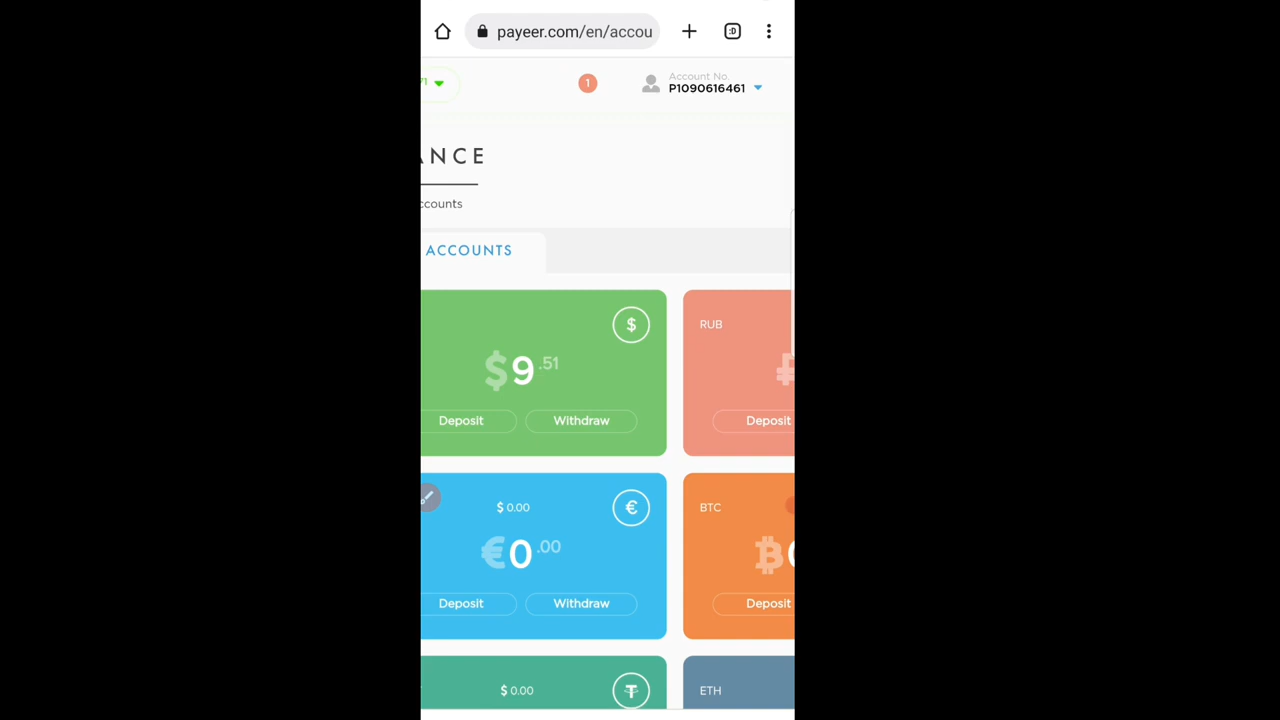 payeer.com/en/accou
:D
1
Account No.
P1090616461
ANCE
ccounts
ACCOUNTS
$
$9.51
Deposit
Withdraw
RUB
Deposit
$ 0.00
€
€0.00
Deposit
Withdraw
BTC
Deposit
$ 0.00
ETH